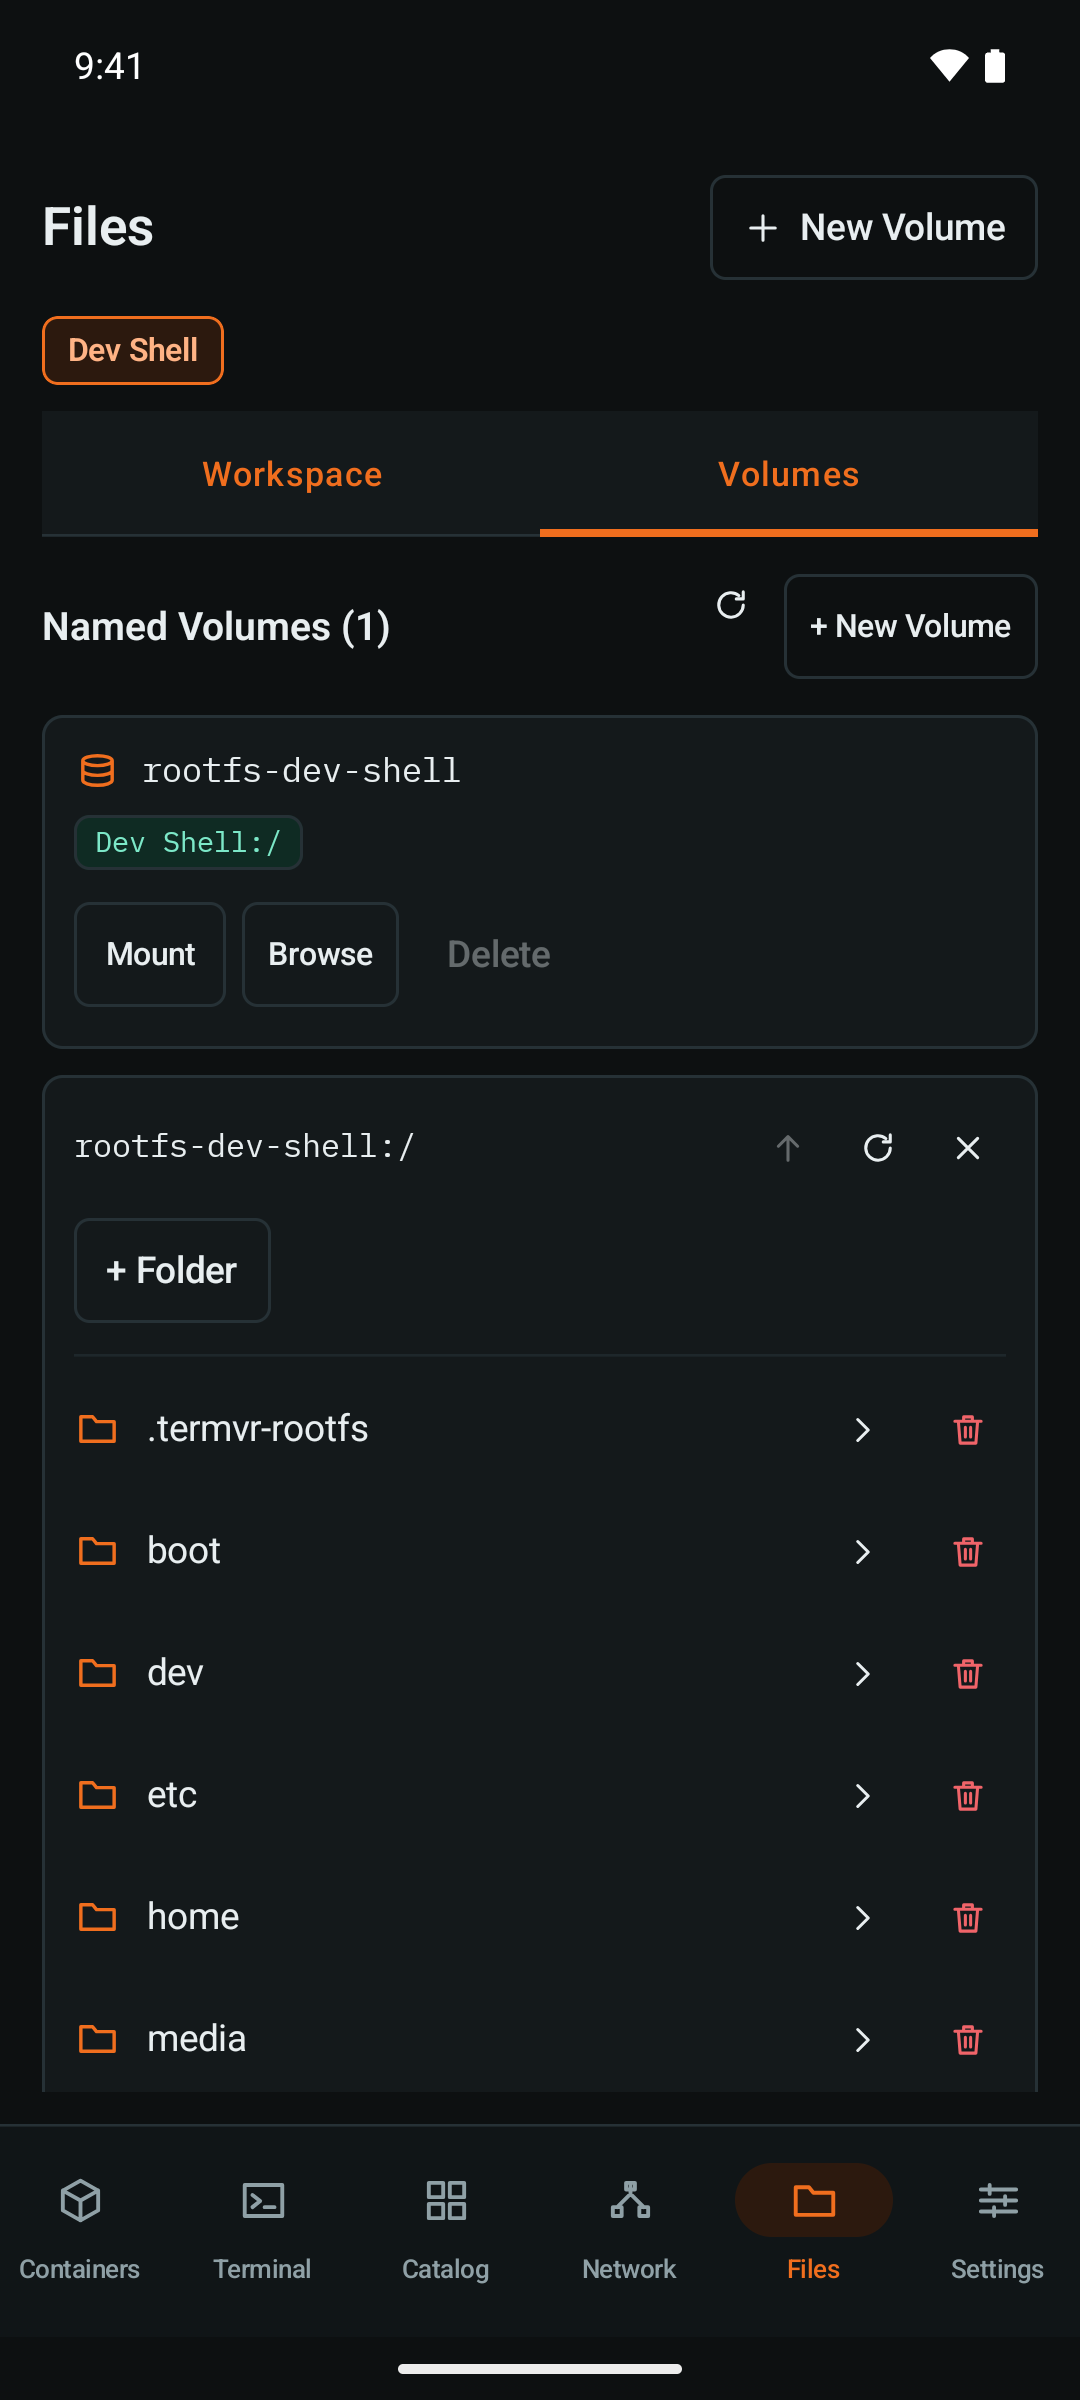 9:41
Files
New Volume
Dev Shell
Workspace
Volumes
Named Volumes (1)
+ New Volume
rootfs-dev-shell
Dev Shell:/
Mount
Browse
Delete
rootfs-dev-shell:/
+ Folder
.termvr-rootfs
boot
dev
etc
home
media
Containers
Terminal
Catalog
Network
Files
Settings